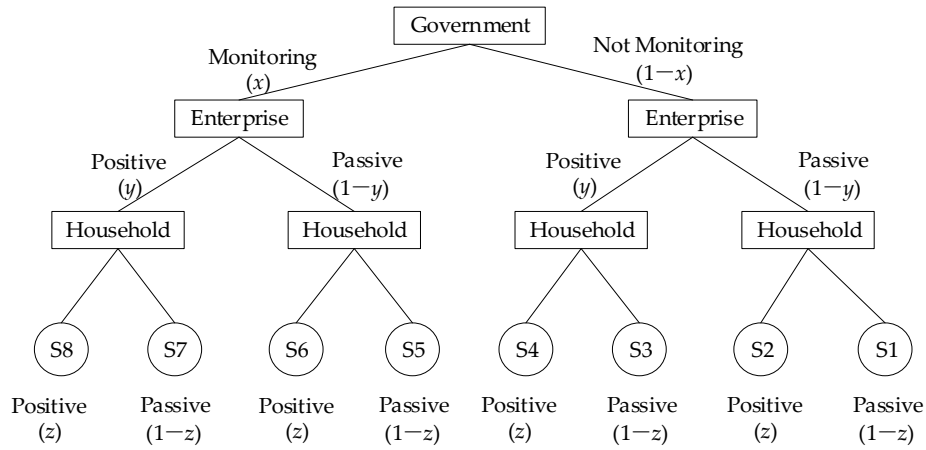 Government
Monitoring
(x)
Not Monitoring
(1−x)
Enterprise
Enterprise
Positive
(y)
Passive
(1−y)
Positive
(y)
Passive
(1−y)
Household
Household
Household
Household
S8
S7
S6
S5
S4
S3
S2
S1
Positive
(z)
Passive
(1−z)
Positive
(z)
Passive
(1−z)
Positive
(z)
Passive
(1−z)
Positive
(z)
Passive
(1−z)